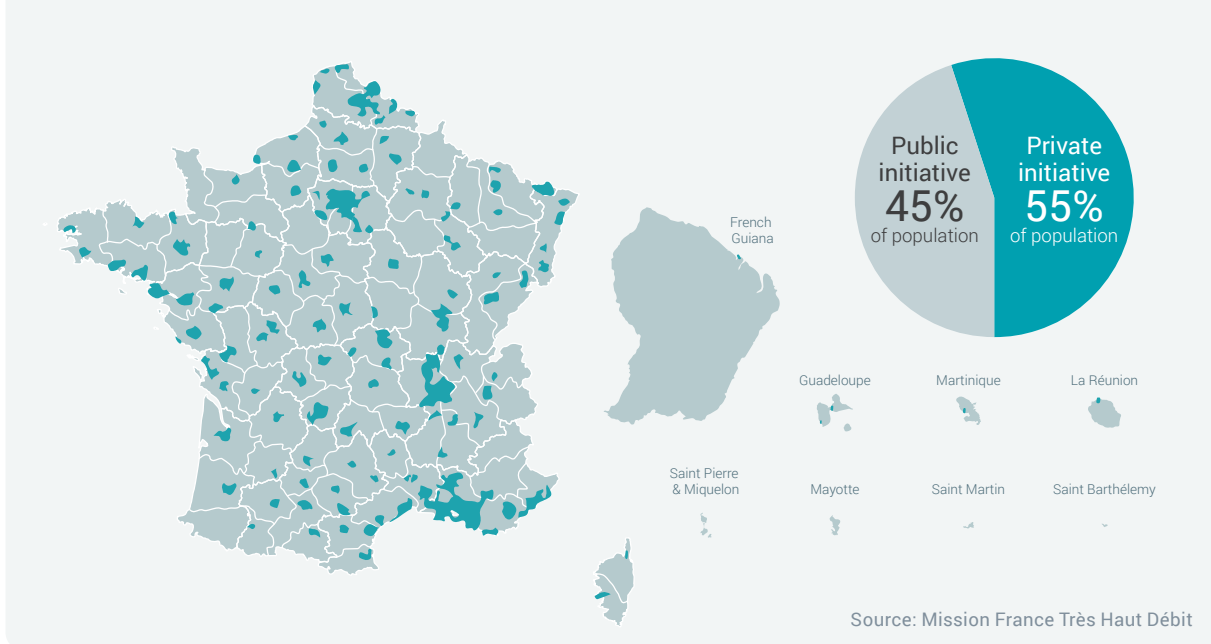 Public
initiative
45%
of population
Private
initiative
55%
of population
French
Guiana
Guadeloupe
Martinique
La Réunion
Saint Pierre
& Miquelon
Mayotte
Saint Martin
Saint Barthélemy
Source: Mission France Très Haut Débit